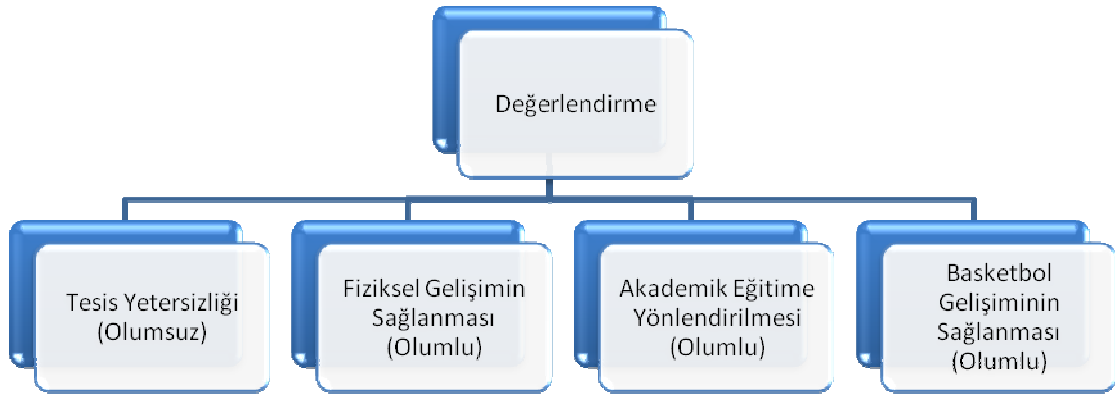 Değerlendirme
Tesis Yetersizliği
(Olumsuz)
Fiziksel Gelişimin
Sağlanması
(Olumlu)
Akademik Eğitime
Yönlendirilmesi
(Olumlu)
Basketbol
Gelişiminin
Sağlanması
(Olumlu)